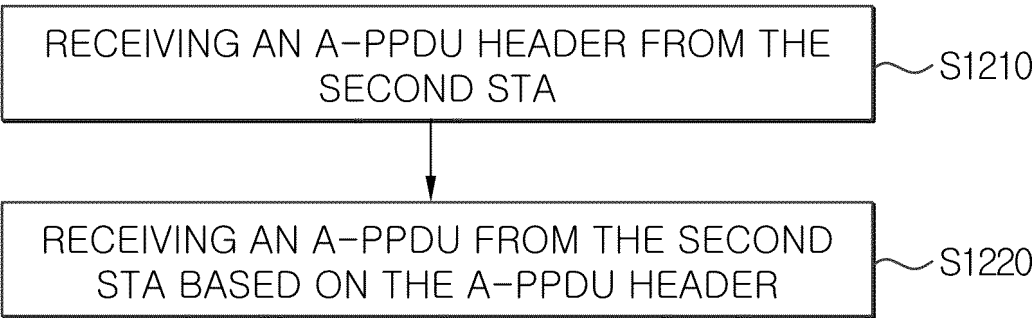 RECEIVING AN A-PPDU HEADER FROM THE
SECOND STA
S1210
RECEIVING AN A-PPDU FROM THE SECOND
STA BASED ON THE A-PPDU HEADER
S1220